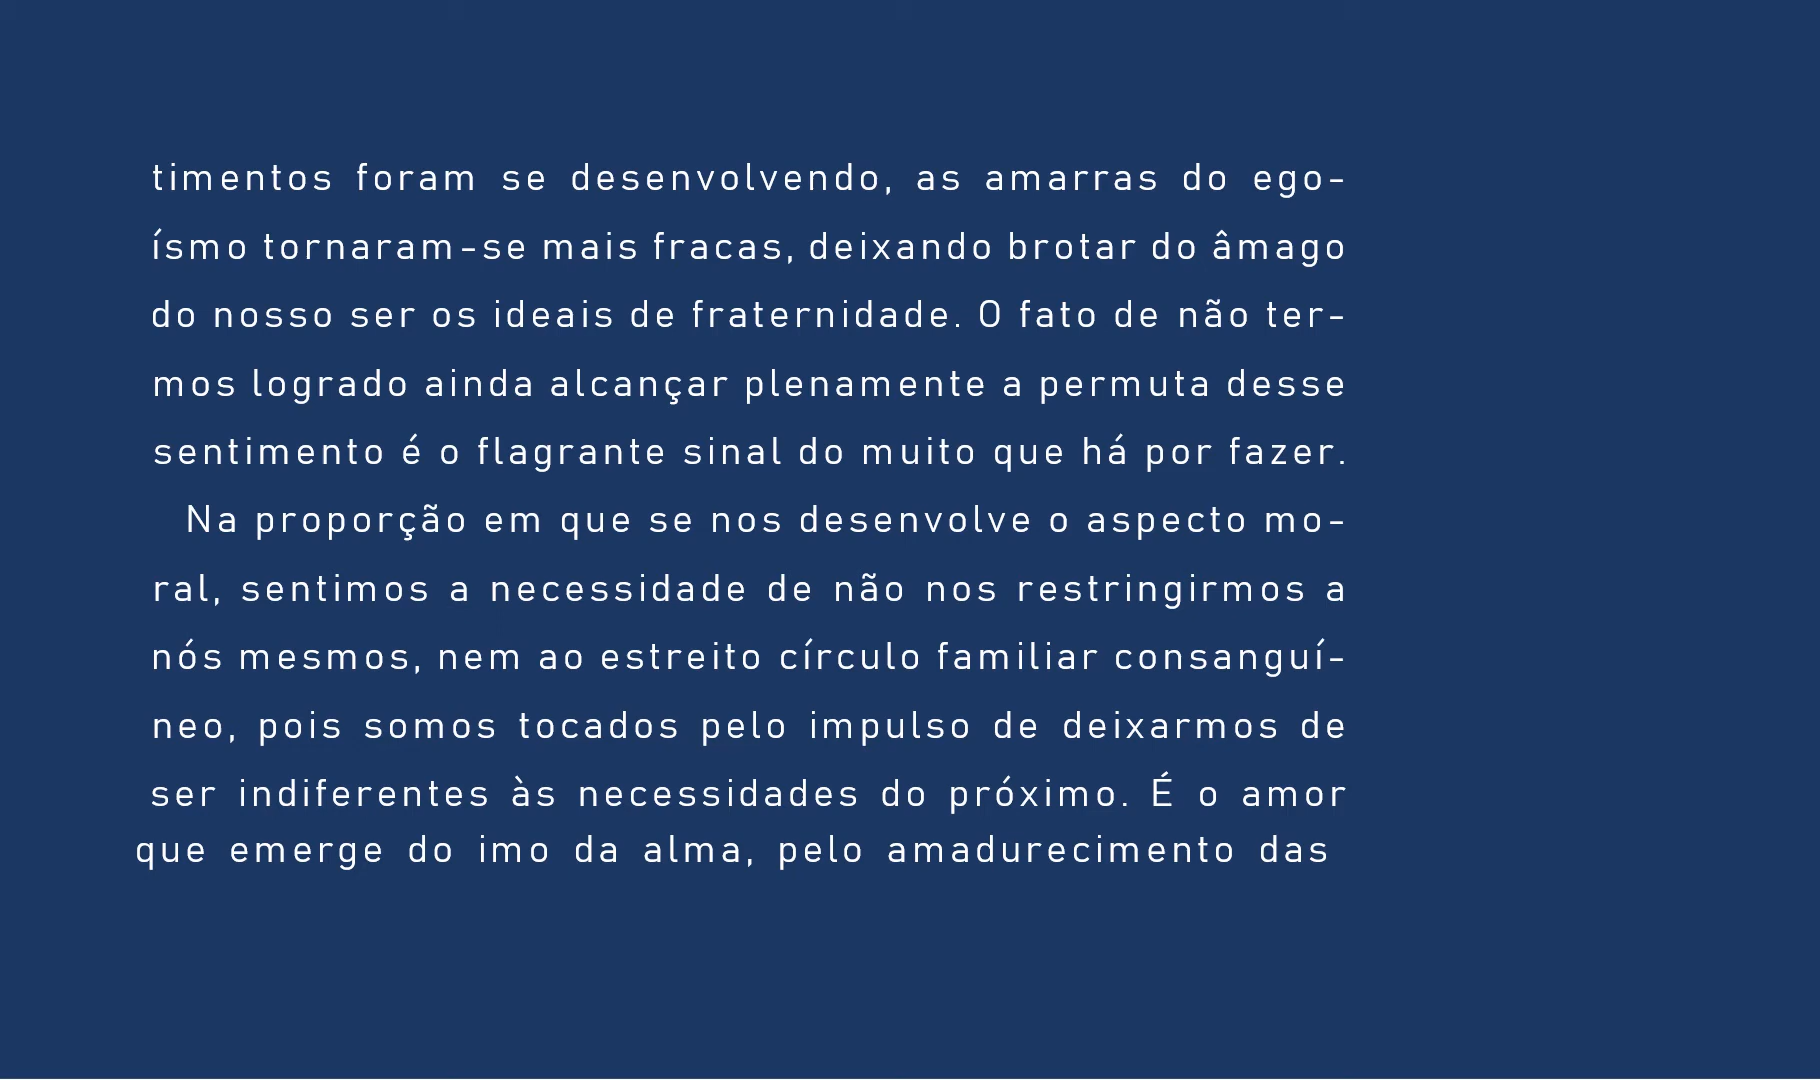 timentos foram se desenvolvendo, as amarras do ego-
ísmo tornaram-se mais fracas, deixando brotar do âmago
do nosso ser os ideais de fraternidade. O fato de não ter-
mos logrado ainda alcançar plenamente a permuta desse
sentimento é o flagrante sinal do muito que há por fazer.
Na proporção em que se nos desenvolve o aspecto mo-
ral, sentimos a necessidade de não nos restringirmos a
nós mesmos, nem ao estreito círculo familiar consanguí-
neo, pois somos tocados pelo impulso de deixarmos de
ser indiferentes às necessidades do próximo. É o amor
que emerge do imo da alma, pelo amadurecimento das